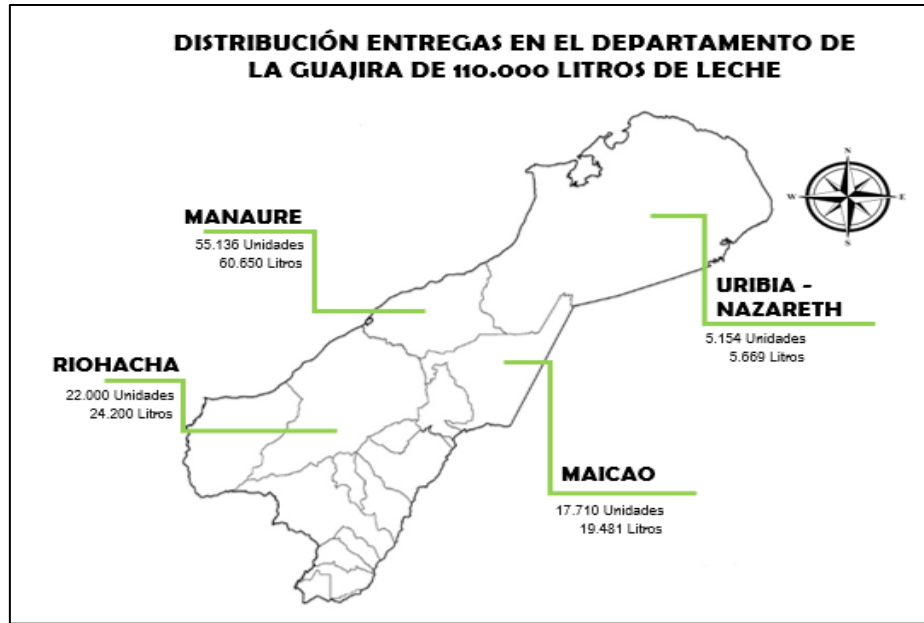 DISTRIBUCIÓN ENTREGAS EN EL DEPARTAMENTO DE
LA GUAJIRA DE 110.000 LITROS DE LECHE
N
W
E
S
MANAURE
55.136 Unidades
60.650 Litros
URIBIA -
NAZARETH
5.154 Unidades
5.669 Litros
RIOHACHA
22.000 Unidades
24.200 Litros
MAICAO
17.710 Unidades
19.481 Litros